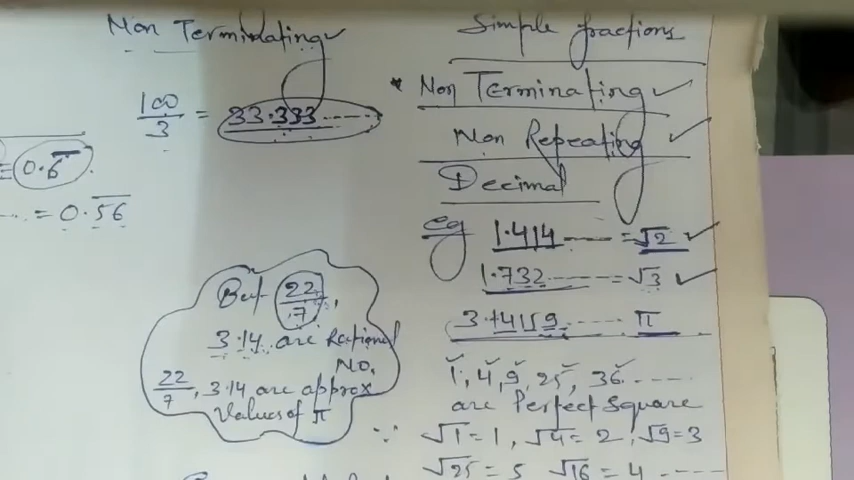 Non Terminating
100/3 = 33.333......
= 0.6̅
... = 0.5̅6̅
But 22/7,
3.14 are Rational
No.
22/7, 3.14 are approx
Values of π
Simple fractions
* Non Terminating ✓
Non Repeating ✓
Decimal
eg 1.414 ------ = √2 ✓
1.732 ------ = √3 ✓
3.14159 ------ π
1, 4, 9, 25, 36 ------
are Perfect Square
∵ √1 = 1, √4 = 2, √9 = 3
√25 = 5 √16 = 4 ------